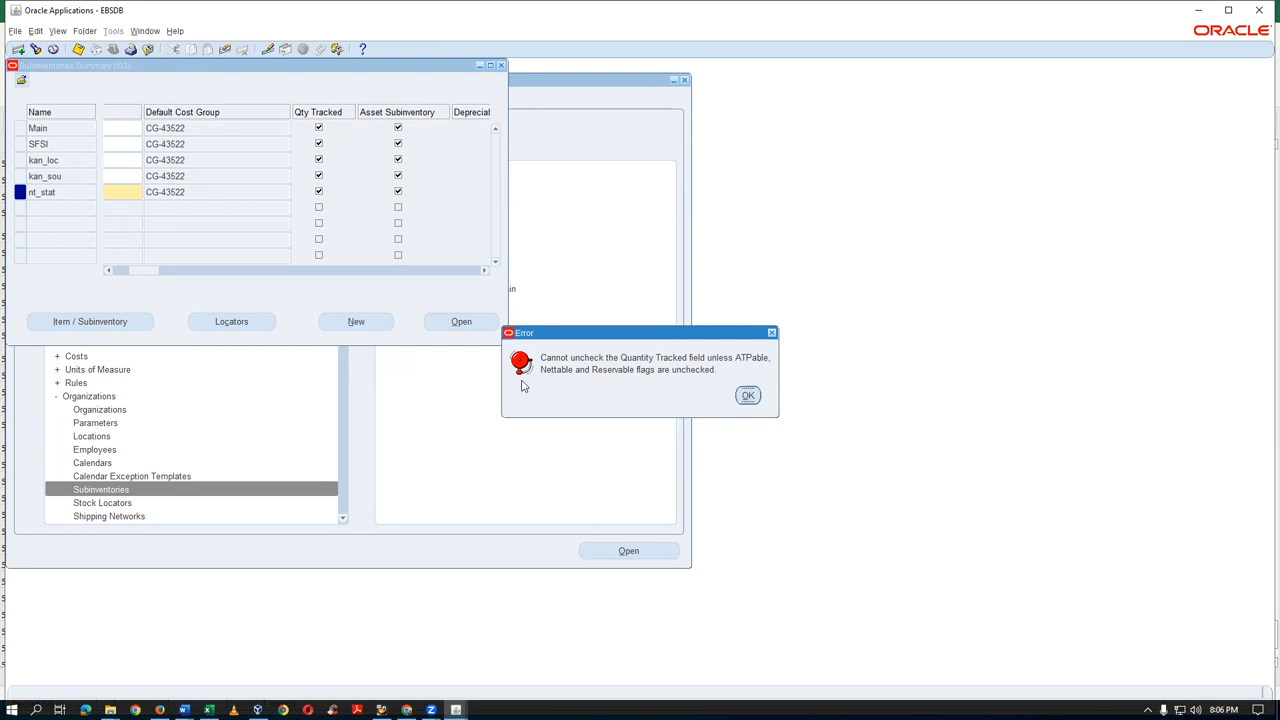 Oracle Applications - EBSDB
File Edit View Folder Tools Window Help
ORACLE
Subinventories Summary (t03)
Name Default Cost Group Qty Tracked Asset Subinventory Deprecial
Main CG-43522
SFSI CG-43522
kan_loc CG-43522
kan_sou CG-43522
nt_stat CG-43522
in
Item / Subinventory Locators New Open
Error
Cannot uncheck the Quantity Tracked field unless ATPable,
Nettable and Reservable flags are unchecked.
OK
+ Costs
+ Units of Measure
+ Rules
- Organizations
Organizations
Parameters
Locations
Employees
Calendars
Calendar Exception Templates
Subinventories
Stock Locators
Shipping Networks
Open
8:06 PM